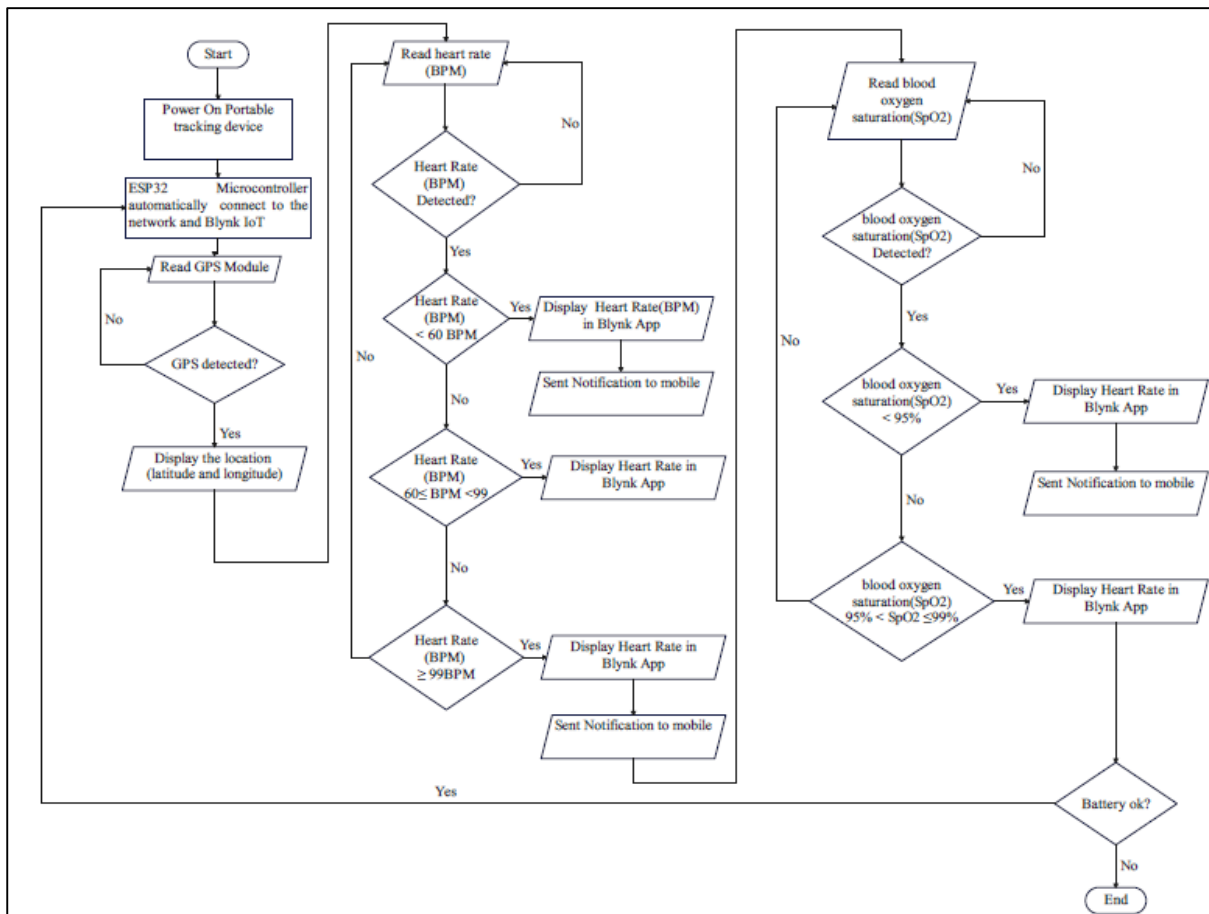 Start
Power On Portable
tracking device
ESP32 Microcontroller
automatically connect to the
network and Blynk IoT
Read GPS Module
No
GPS detected?
Yes
Display the location
(latitude and longitude)
Read heart rate
(BPM)
No
Heart Rate
(BPM)
Detected?
Yes
Heart Rate
(BPM)
< 60 BPM
Yes
Display Heart Rate(BPM)
in Blynk App
Sent Notification to mobile
No
No
Heart Rate
(BPM)
60≤ BPM <99
Yes
Display Heart Rate in
Blynk App
No
Heart Rate
(BPM)
≥ 99BPM
Yes
Display Heart Rate in
Blynk App
Sent Notification to mobile
Read blood
oxygen
saturation(SpO2)
No
blood oxygen
saturation(SpO2)
Detected?
Yes
No
blood oxygen
saturation(SpO2)
< 95%
Yes
Display Heart Rate in
Blynk App
Sent Notification to mobile
No
blood oxygen
saturation(SpO2)
95% < SpO2 ≤99%
Yes
Display Heart Rate in
Blynk App
Battery ok?
Yes
No
End